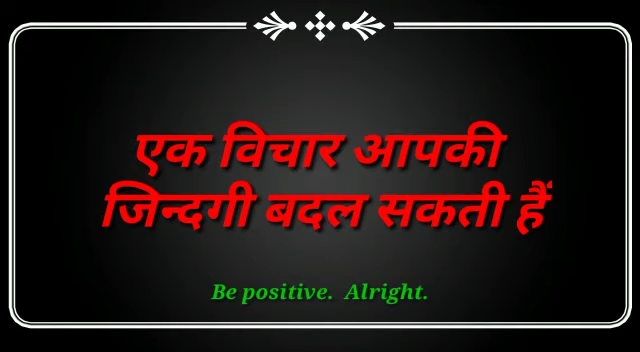 एक विचार आपकी
जिन्दगी बदल सकती हैं
Be positive. Alright.